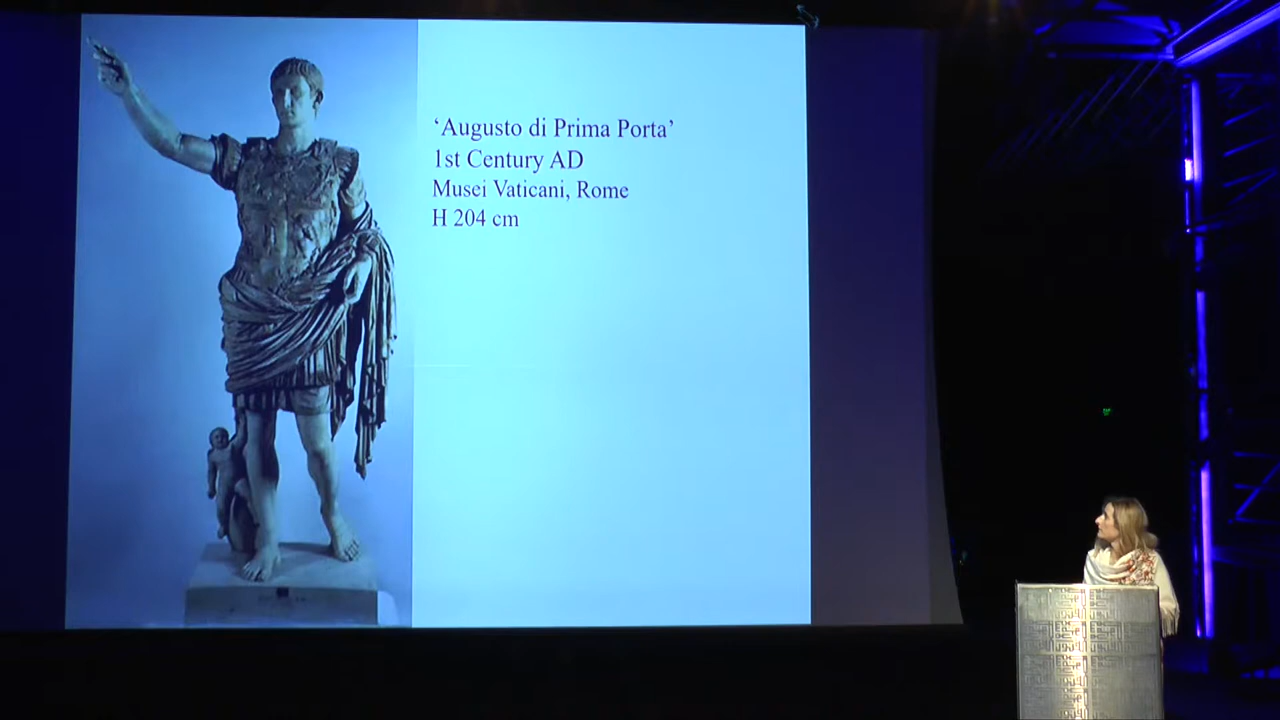 ‘Augusto di Prima Porta’
1st Century AD
Musei Vaticani, Rome
H 204 cm